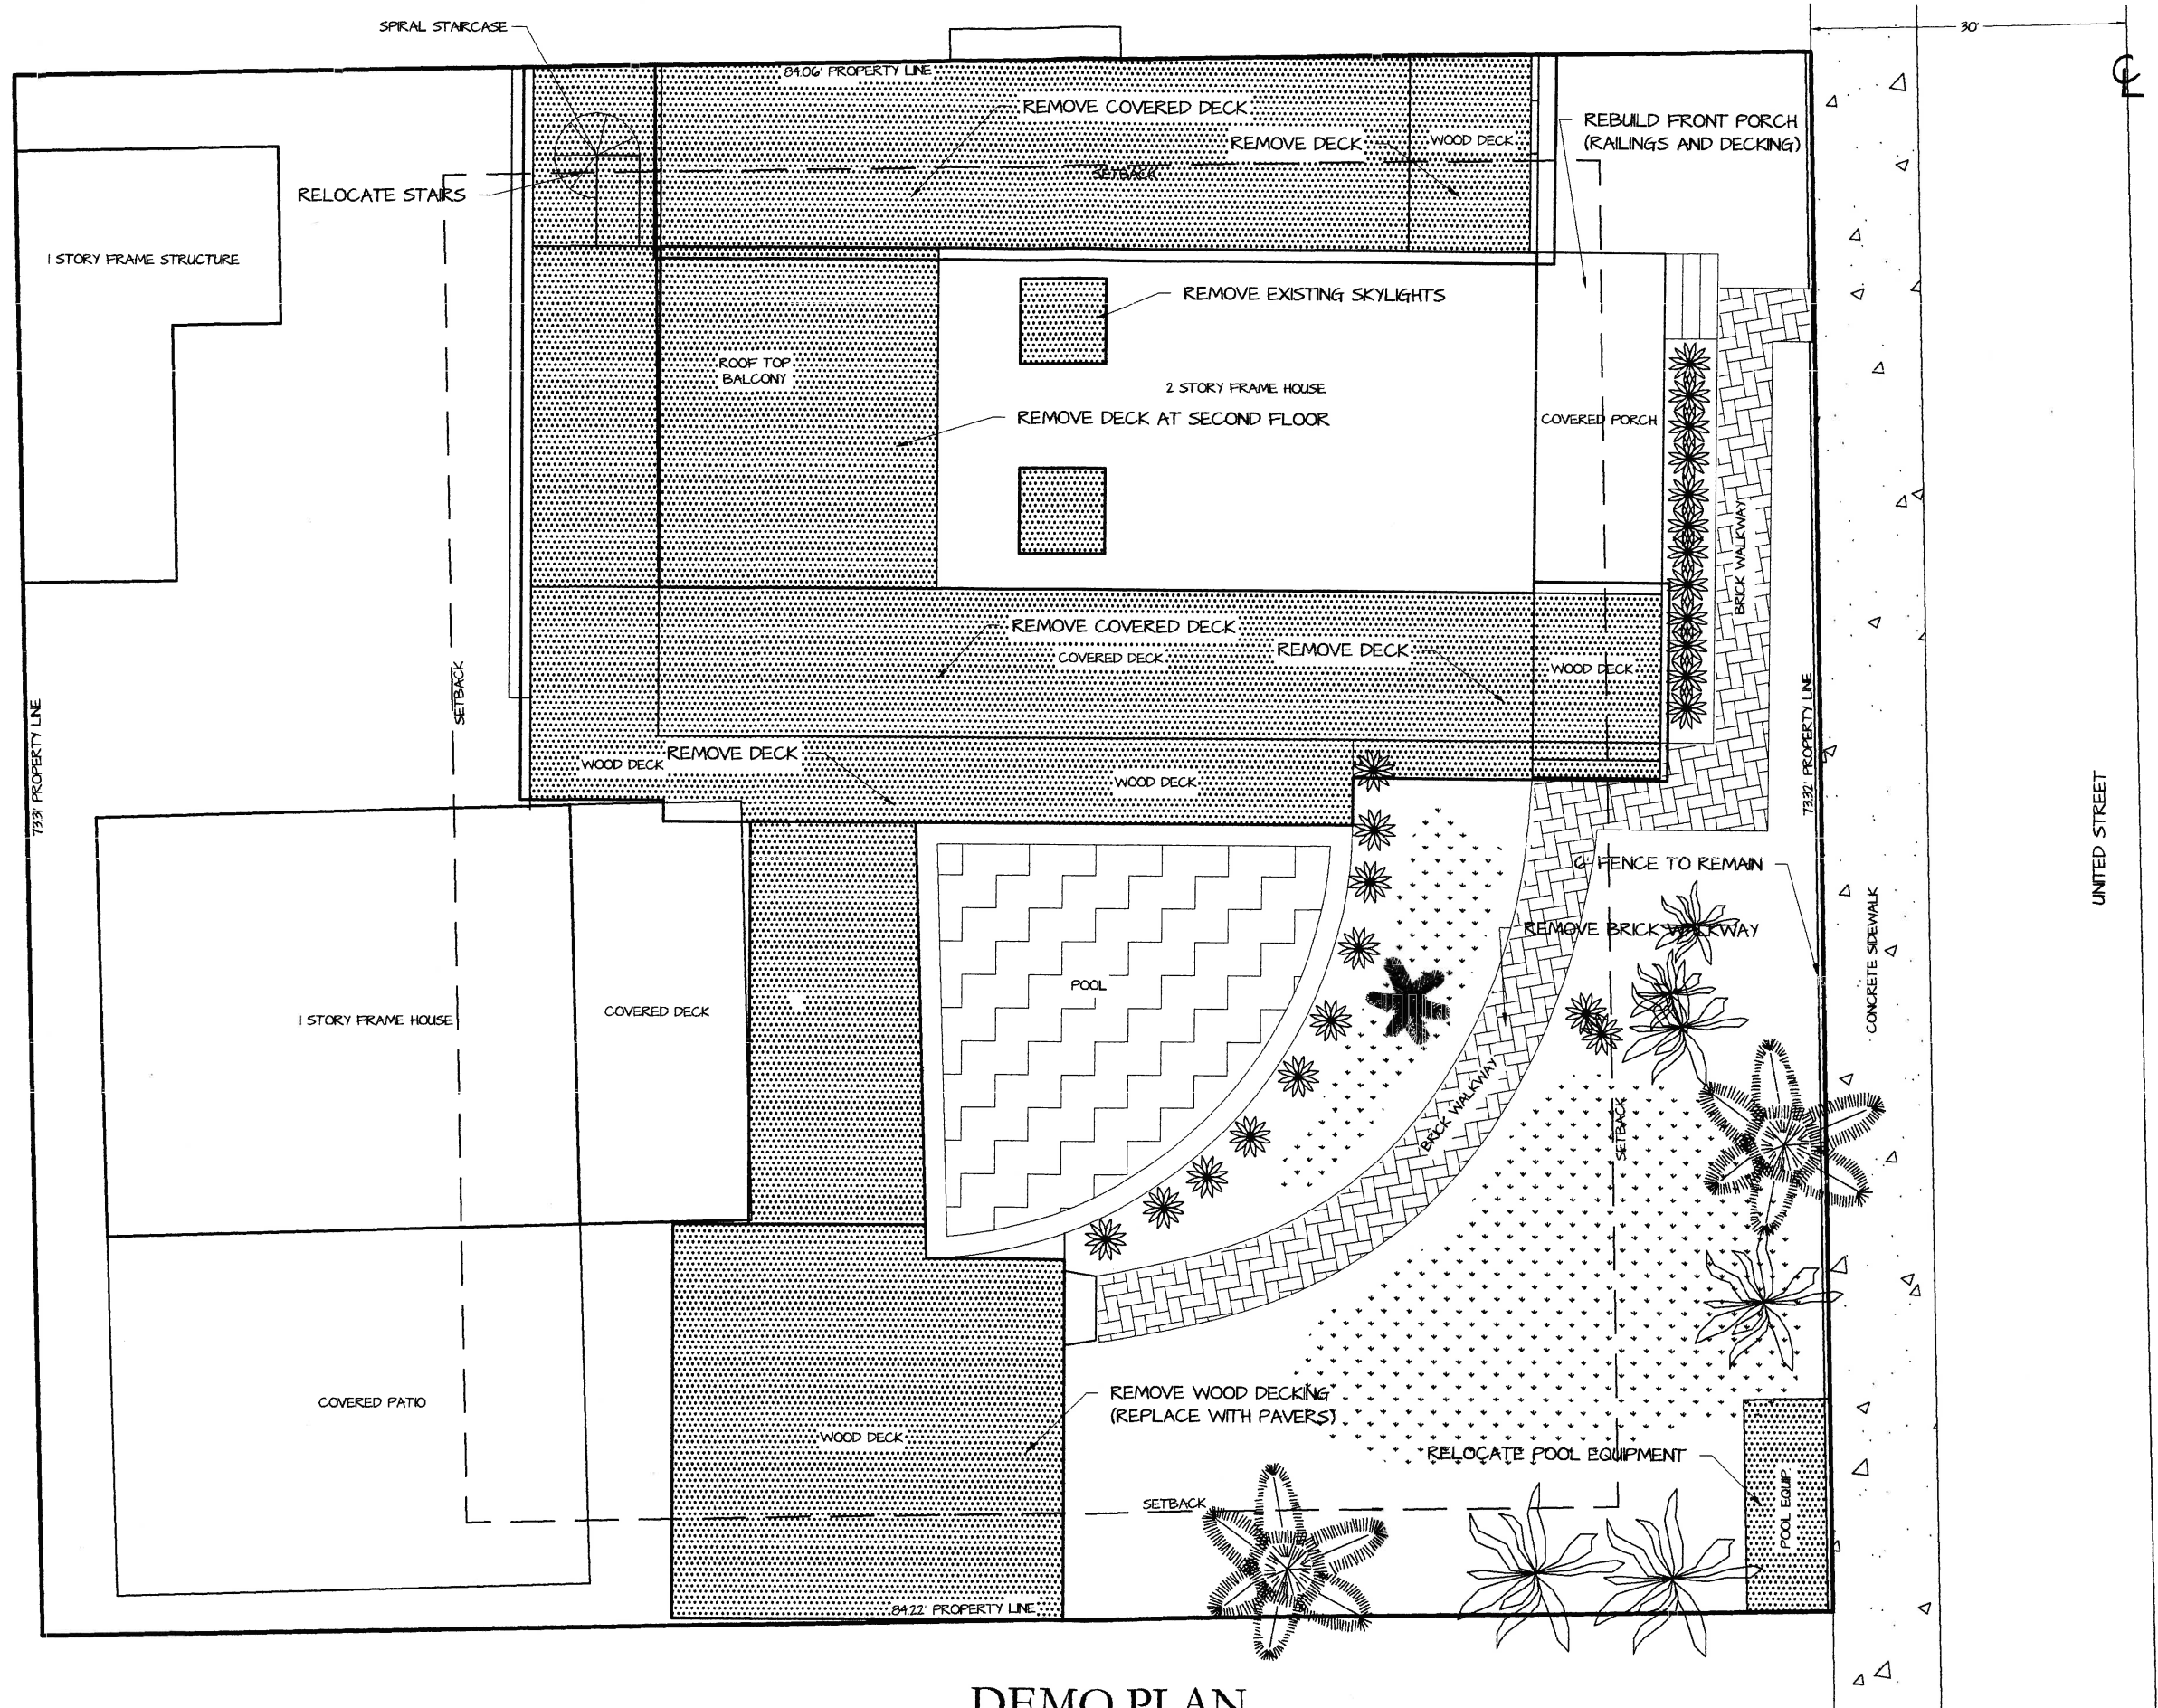 SPIRAL STAIRCASE
30'
84.06' PROPERTY LINE
REMOVE COVERED DECK
REMOVE DECK
WOOD DECK
REBUILD FRONT PORCH
(RAILINGS AND DECKING)
SETBACK
RELOCATE STAIRS
1 STORY FRAME STRUCTURE
REMOVE EXISTING SKYLIGHTS
ROOF TOP
BALCONY
2 STORY FRAME HOUSE
REMOVE DECK AT SECOND FLOOR
COVERED PORCH
BRICK WALKWAY
REMOVE COVERED DECK
COVERED DECK
REMOVE DECK
WOOD DECK
SETBACK
73.31' PROPERTY LINE
73.32' PROPERTY LINE
WOOD DECK
REMOVE DECK
WOOD DECK
UNITED STREET
6' FENCE TO REMAIN
CONCRETE SIDEWALK
REMOVE BRICK WALKWAY
POOL
1 STORY FRAME HOUSE
COVERED DECK
BRICK WALKWAY
SETBACK
COVERED PATIO
WOOD DECK
REMOVE WOOD DECKING
(REPLACE WITH PAVERS)
RELOCATE POOL EQUIPMENT
SETBACK
POOL EQUIP.
84.22' PROPERTY LINE
DEMO PLAN